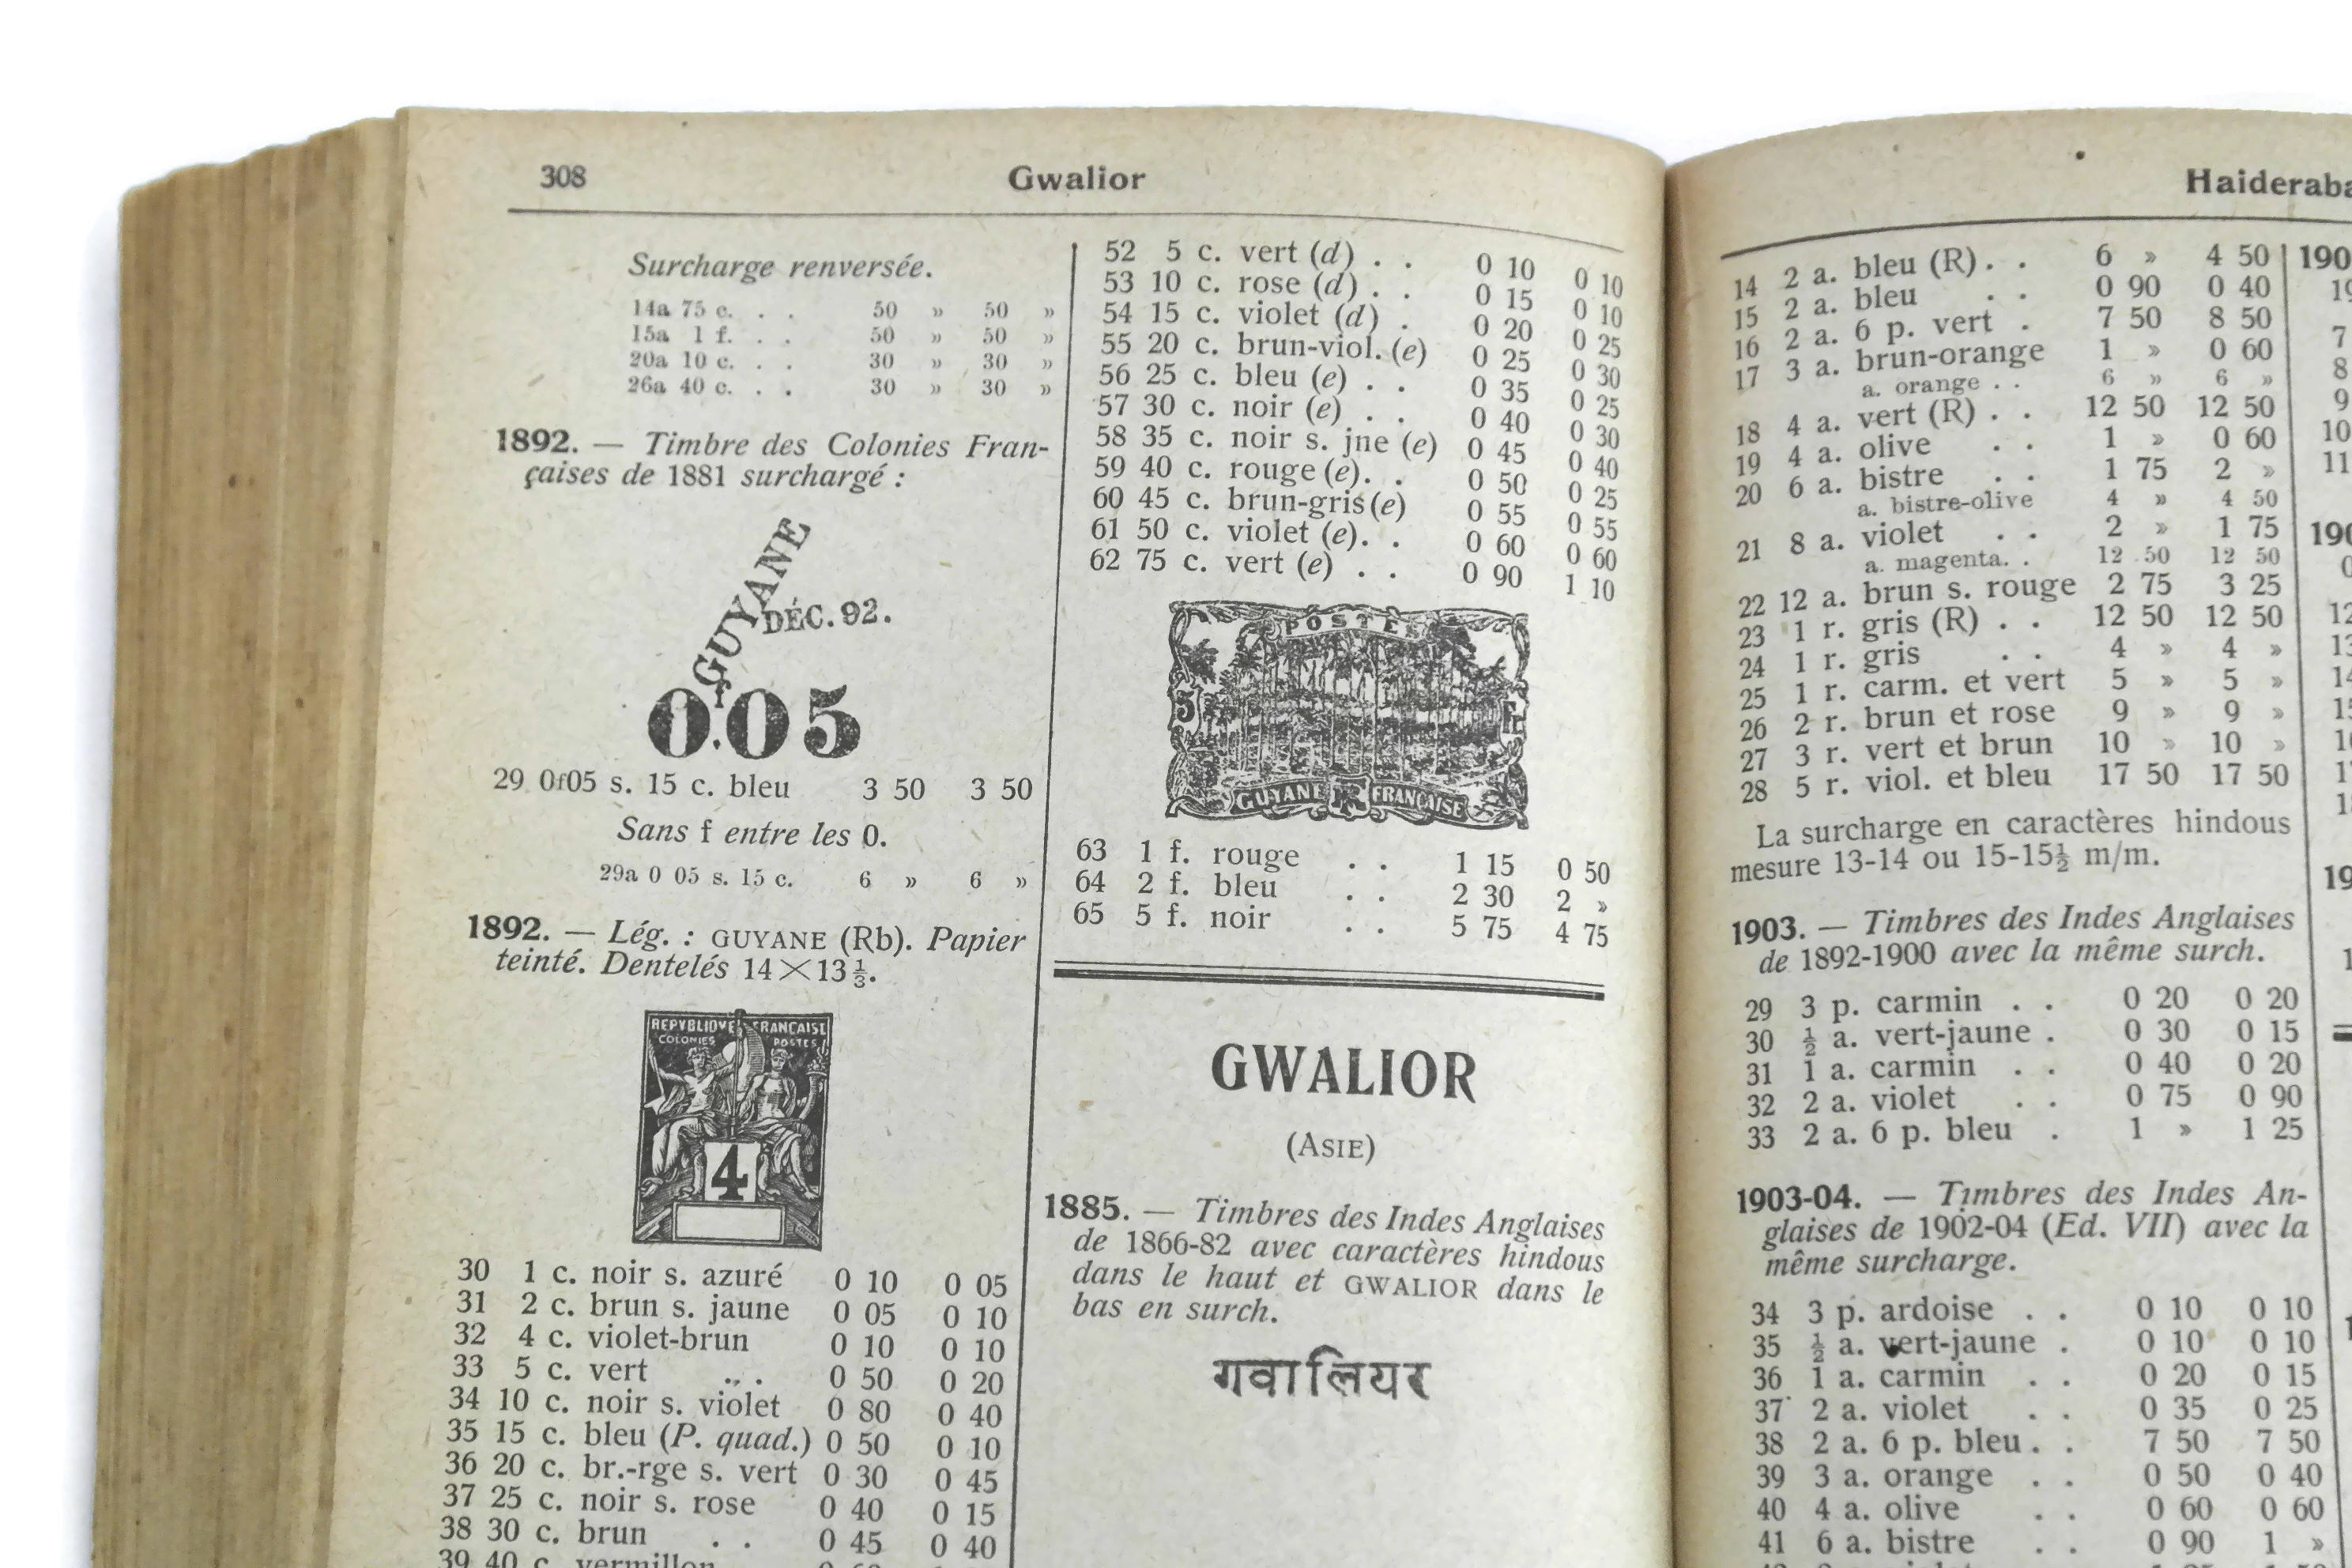 308
Gwalior
Surcharge renversée.
14a 75 c. . . 50 » 50 »
15a 1 f. . . 50 » 50 »
20a 10 c. . . 30 » 30 »
26a 40 c. . . 30 » 30 »
1892. — Timbre des Colonies Fran-
çaises de 1881 surchargé :
GUYANE
DÉC. 92.
0f.05
29 0f05 s. 15 c. bleu 3 50 3 50
Sans f entre les 0.
29a 0 05 s. 15 c. 6 » 6 »
1892. — Lég. : GUYANE (Rb). Papier
teinté. Dentelés 14×13½.
REPVBLIQVE FRANCAISE
COLONIES POSTES
4
30 1 c. noir s. azuré 0 10 0 05
31 2 c. brun s. jaune 0 05 0 10
32 4 c. violet-brun 0 10 0 10
33 5 c. vert . . 0 50 0 20
34 10 c. noir s. violet 0 80 0 40
35 15 c. bleu (P. quad.) 0 50 0 10
36 20 c. br.-rge s. vert 0 30 0 45
37 25 c. noir s. rose 0 40 0 15
38 30 c. brun . . 0 45 0 40
39 40 c. vermillon
52 5 c. vert (d) . . 0 10 0 10
53 10 c. rose (d) . . 0 15 0 10
54 15 c. violet (d) . 0 20 0 25
55 20 c. brun-viol. (e) 0 25 0 30
56 25 c. bleu (e) . . 0 35 0 25
57 30 c. noir (e) . . 0 40 0 30
58 35 c. noir s. jne (e) 0 45 0 40
59 40 c. rouge (e) . . 0 50 0 25
60 45 c. brun-gris (e) 0 55 0 55
61 50 c. violet (e) . . 0 60 0 60
62 75 c. vert (e) . . 0 90 1 10
POSTES
5 Fr
GUYANE FRANÇAISE
63 1 f. rouge . . 1 15 0 50
64 2 f. bleu . . 2 30 2 »
65 5 f. noir . . 5 75 4 75
GWALIOR
(ASIE)
1885. — Timbres des Indes Anglaises
de 1866-82 avec caractères hindous
dans le haut et GWALIOR dans le
bas en surch.
गवालियर
Haideraba
14 2 a. bleu (R) . . 6 » 4 50
15 2 a. bleu . . 0 90 0 40
16 2 a. 6 p. vert . 7 50 8 50
17 3 a. brun-orange 1 » 0 60
a. orange . . 6 » 6 »
18 4 a. vert (R) . . 12 50 12 50
19 4 a. olive . . 1 » 0 60
20 6 a. bistre . . 1 75 2 »
a. bistre-olive 4 » 4 50
21 8 a. violet . . 2 » 1 75
a. magenta. . 12 50 12 50
22 12 a. brun s. rouge 2 75 3 25
23 1 r. gris (R) . . 12 50 12 50
24 1 r. gris . . 4 » 4 »
25 1 r. carm. et vert 5 » 5 »
26 2 r. brun et rose 9 » 9 »
27 3 r. vert et brun 10 » 10 »
28 5 r. viol. et bleu 17 50 17 50
La surcharge en caractères hindous
mesure 13-14 ou 15-15½ m/m.
1903. — Timbres des Indes Anglaises
de 1892-1900 avec la même surch.
29 3 p. carmin . . 0 20 0 20
30 ½ a. vert-jaune . 0 30 0 15
31 1 a. carmin . . 0 40 0 20
32 2 a. violet . . 0 75 0 90
33 2 a. 6 p. bleu . 1 » 1 25
1903-04. — Timbres des Indes An-
glaises de 1902-04 (Ed. VII) avec la
même surcharge.
34 3 p. ardoise . . 0 10 0 10
35 ½ a. vert-jaune . 0 10 0 10
36 1 a. carmin . . 0 20 0 15
37 2 a. violet . . 0 35 0 25
38 2 a. 6 p. bleu . . 7 50 7 50
39 3 a. orange . . 0 50 0 40
40 4 a. olive . . 0 60 0 60
41 6 a. bistre . . 0 90 1 »